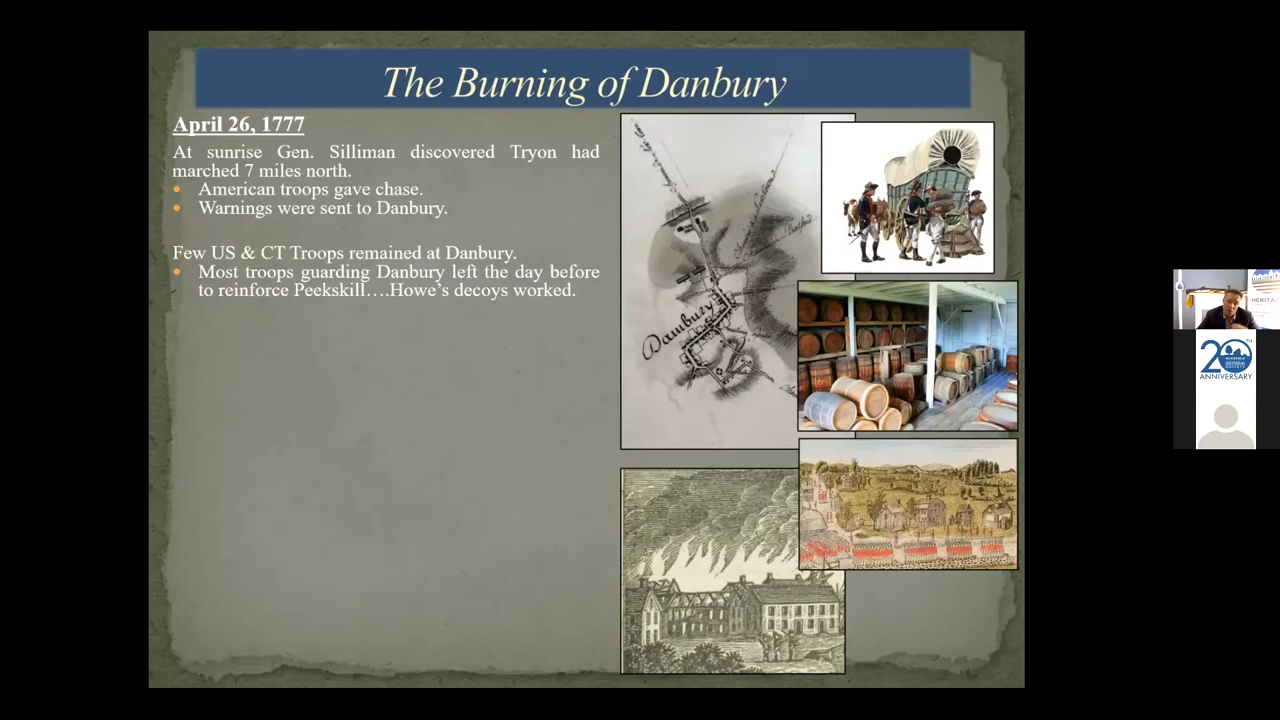 The Burning of Danbury
April 26, 1777
At sunrise Gen. Silliman discovered Tryon had
marched 7 miles north.
• American troops gave chase.
• Warnings were sent to Danbury.
Few US & CT Troops remained at Danbury.
• Most troops guarding Danbury left the day before
to reinforce Peekskill….Howe’s decoys worked.
Danbury
HERITA
20TH
ANNIVERSARY